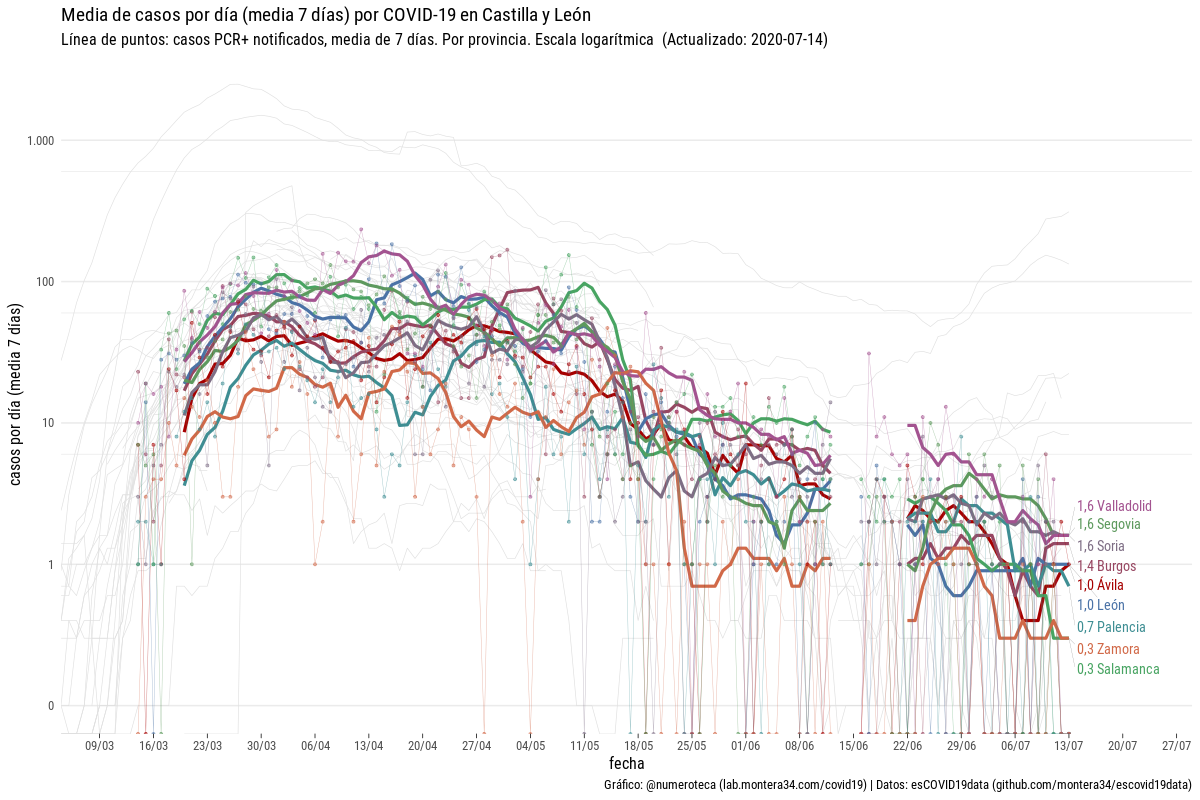 Media de casos por día (media 7 días) por COVID-19 en Castilla y León
Línea de puntos: casos PCR+ notificados, media de 7 días. Por provincia. Escala logarítmica  (Actualizado: 2020-07-14)
casos por día (media 7 días)
1.000
100
10
1
0
1,6 Valladolid
1,6 Segovia
1,6 Soria
1,4 Burgos
1,0 Ávila
1,0 León
0,7 Palencia
0,3 Zamora
0,3 Salamanca
09/03 16/03 23/03 30/03 06/04 13/04 20/04 27/04 04/05 11/05 18/05 25/05 01/06 08/06 15/06 22/06 29/06 06/07 13/07 20/07 27/07
fecha
Gráfico: @numeroteca (lab.montera34.com/covid19) | Datos: esCOVID19data (github.com/montera34/escovid19data)